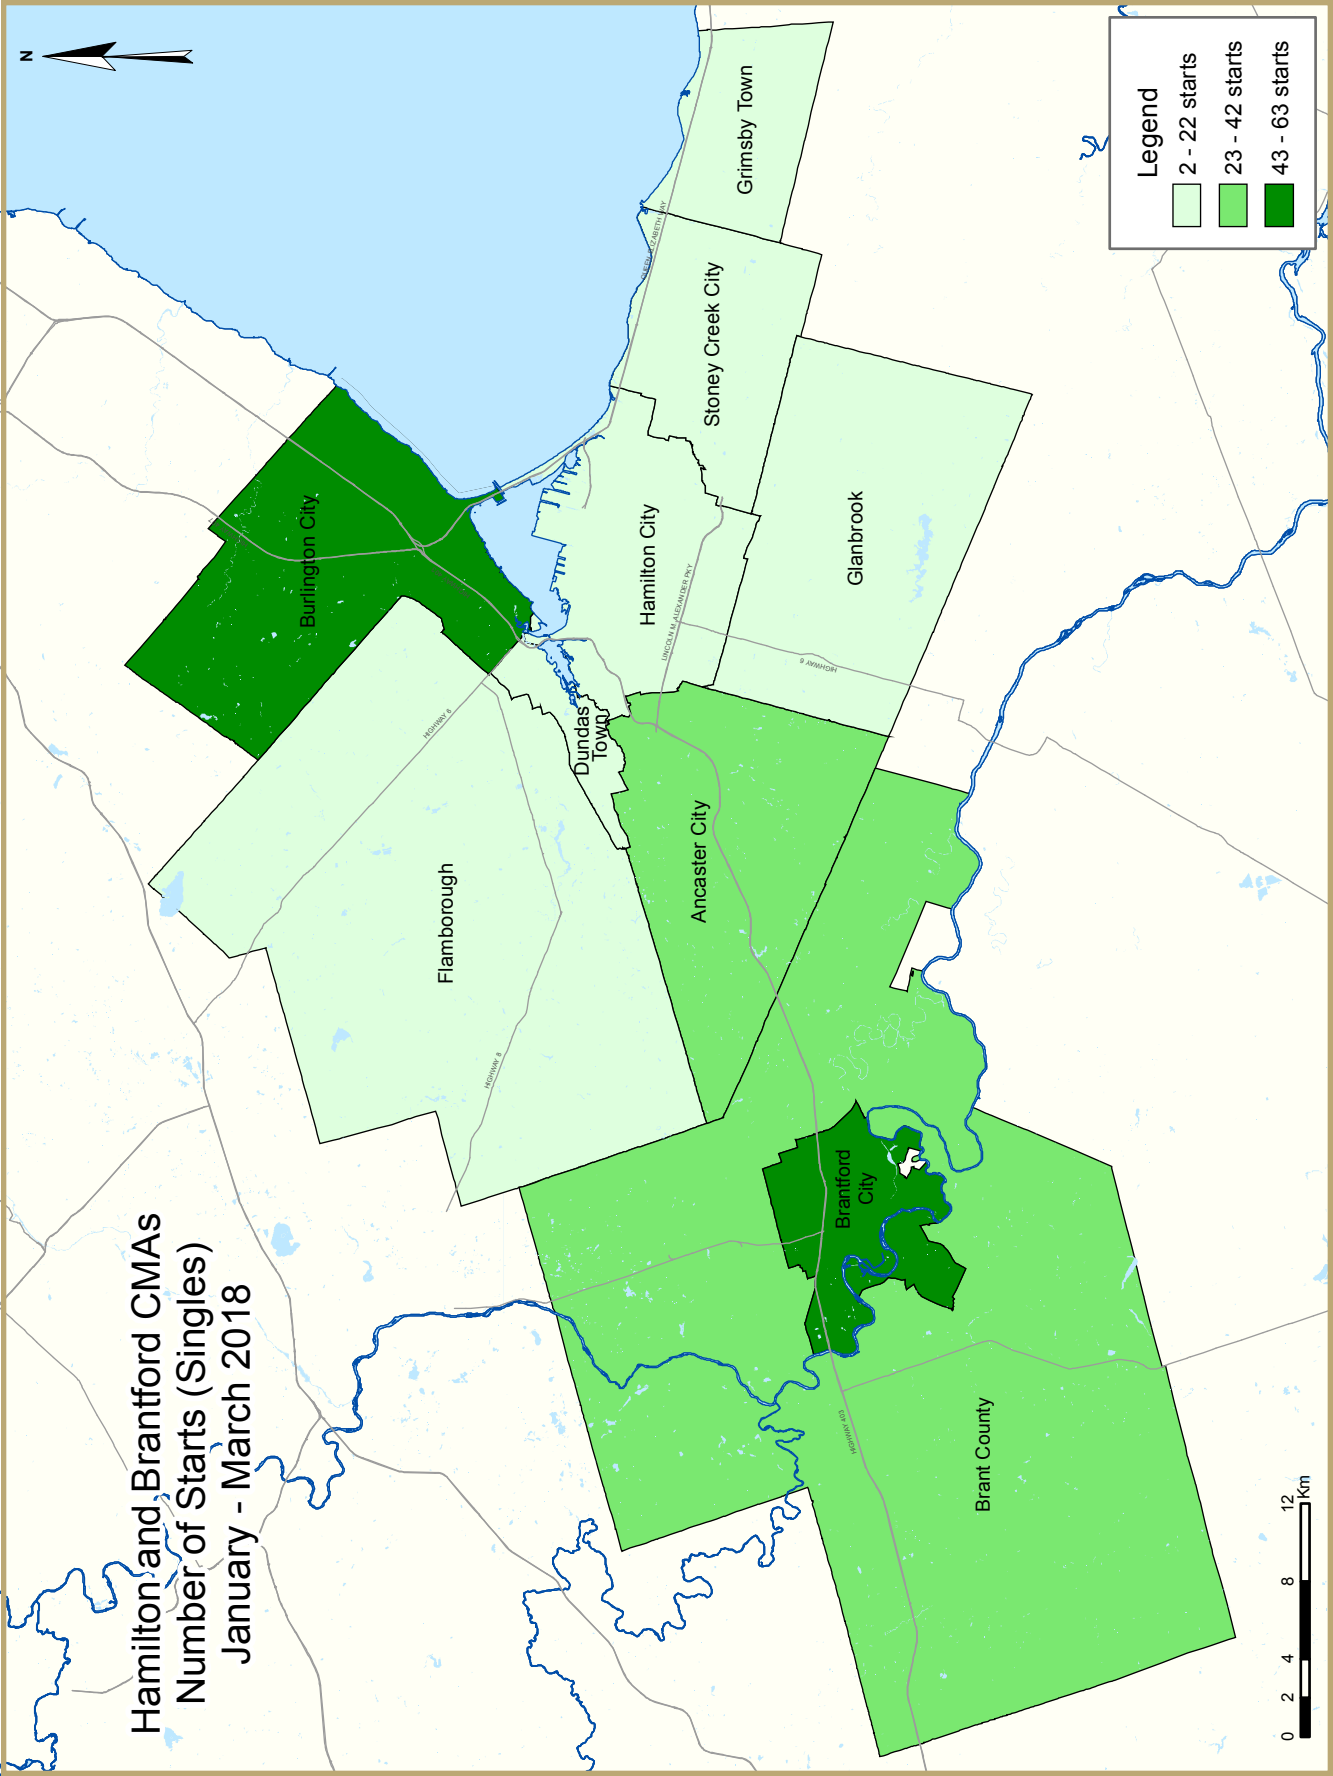 Hamilton and Brantford CMAs
Number of Starts (Singles)
January - March 2018
N
Burlington City
HIGHWAY 6
Flamborough
HIGHWAY 8
Dundas
Town
Hamilton City
LINCOLN M. ALEXANDER PKY
QUEEN ELIZABETH WAY
Stoney Creek City
Grimsby Town
Glanbrook
HIGHWAY 6
Ancaster City
Brantford
City
HIGHWAY 403
Brant County
Legend
2 - 22 starts
23 - 42 starts
43 - 63 starts
0 2 4 8 12
Km